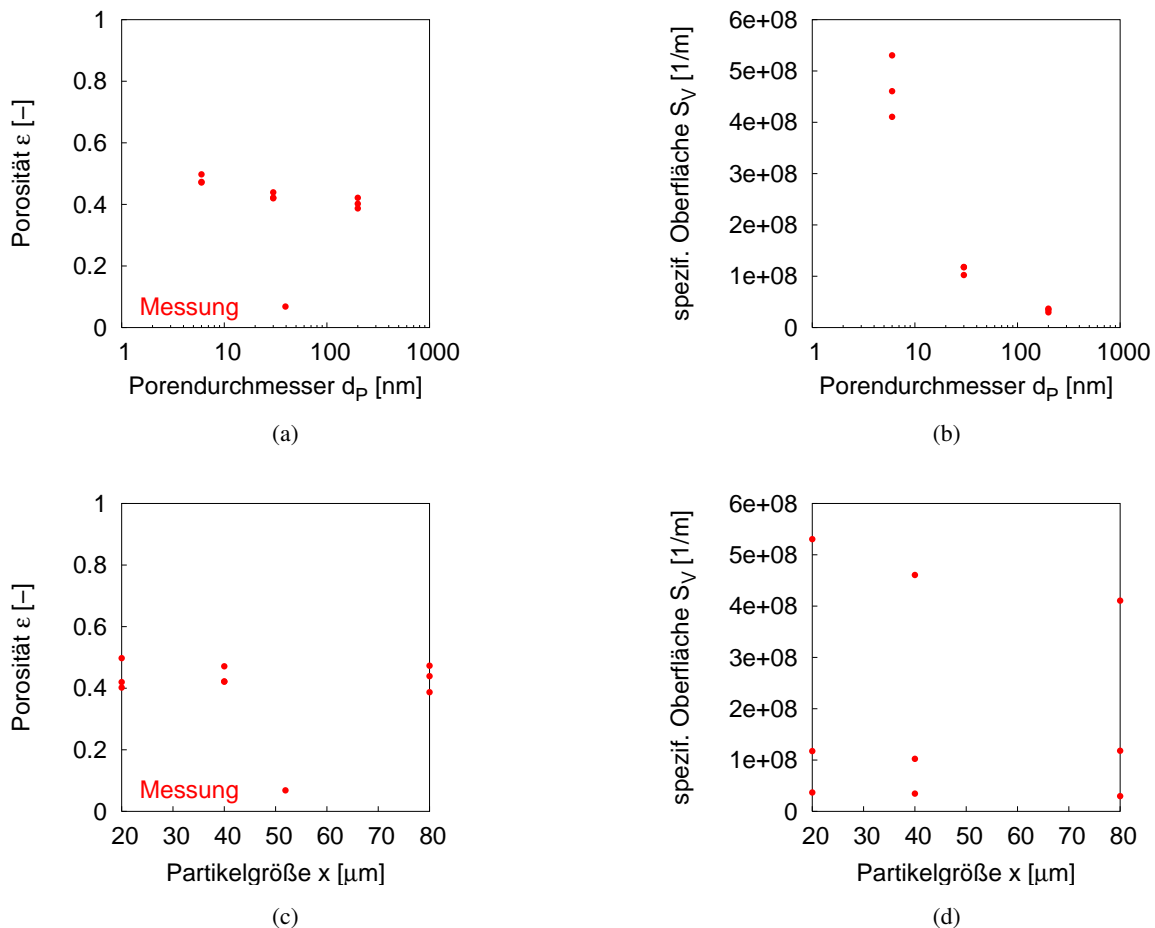 Porosität ε [–]
1
0.8
0.6
0.4
0.2
0
Messung
1 10 100 1000
Porendurchmesser d_P [nm]
(a)
spezif. Oberfläche S_V [1/m]
6e+08
5e+08
4e+08
3e+08
2e+08
1e+08
0
1 10 100 1000
Porendurchmesser d_P [nm]
(b)
Porosität ε [–]
1
0.8
0.6
0.4
0.2
0
Messung
20 30 40 50 60 70 80
Partikelgröße x [μm]
(c)
spezif. Oberfläche S_V [1/m]
6e+08
5e+08
4e+08
3e+08
2e+08
1e+08
0
20 30 40 50 60 70 80
Partikelgröße x [μm]
(d)